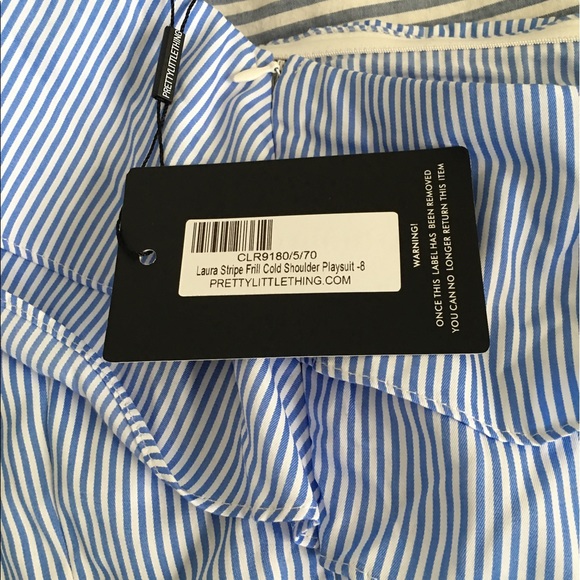 PRETTYLITTLETHING
CLR9180/5/70
Laura Stripe Frill Cold Shoulder Playsuit -8
PRETTYLITTLETHING.COM
WARNING!
ONCE THIS LABEL HAS BEEN REMOVED
YOU CAN NO LONGER RETURN THIS ITEM